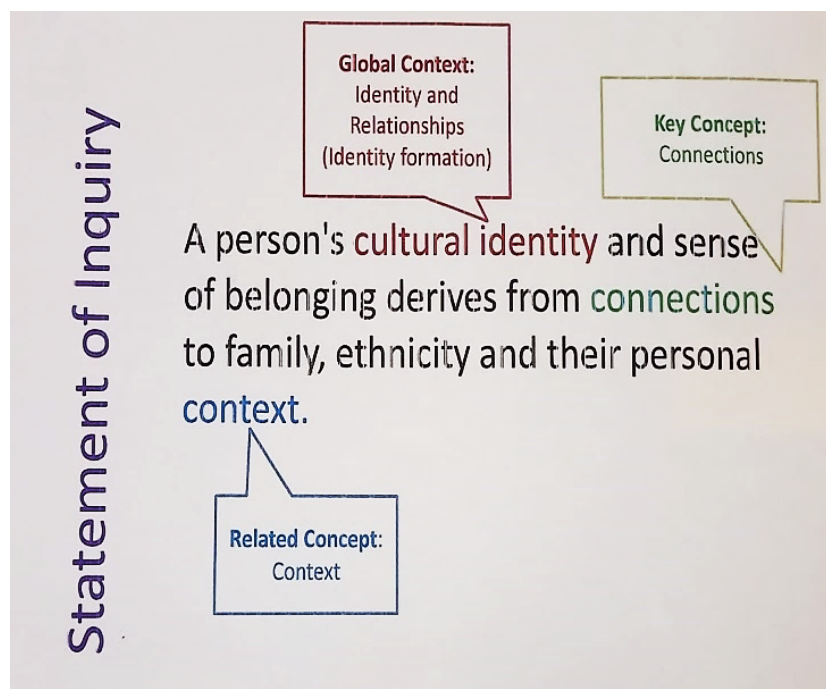 Statement of Inquiry
Global Context:
Identity and
Relationships
(Identity formation)
Key Concept:
Connections
A person's cultural identity and sense
of belonging derives from connections
to family, ethnicity and their personal
context.
Related Concept:
Context